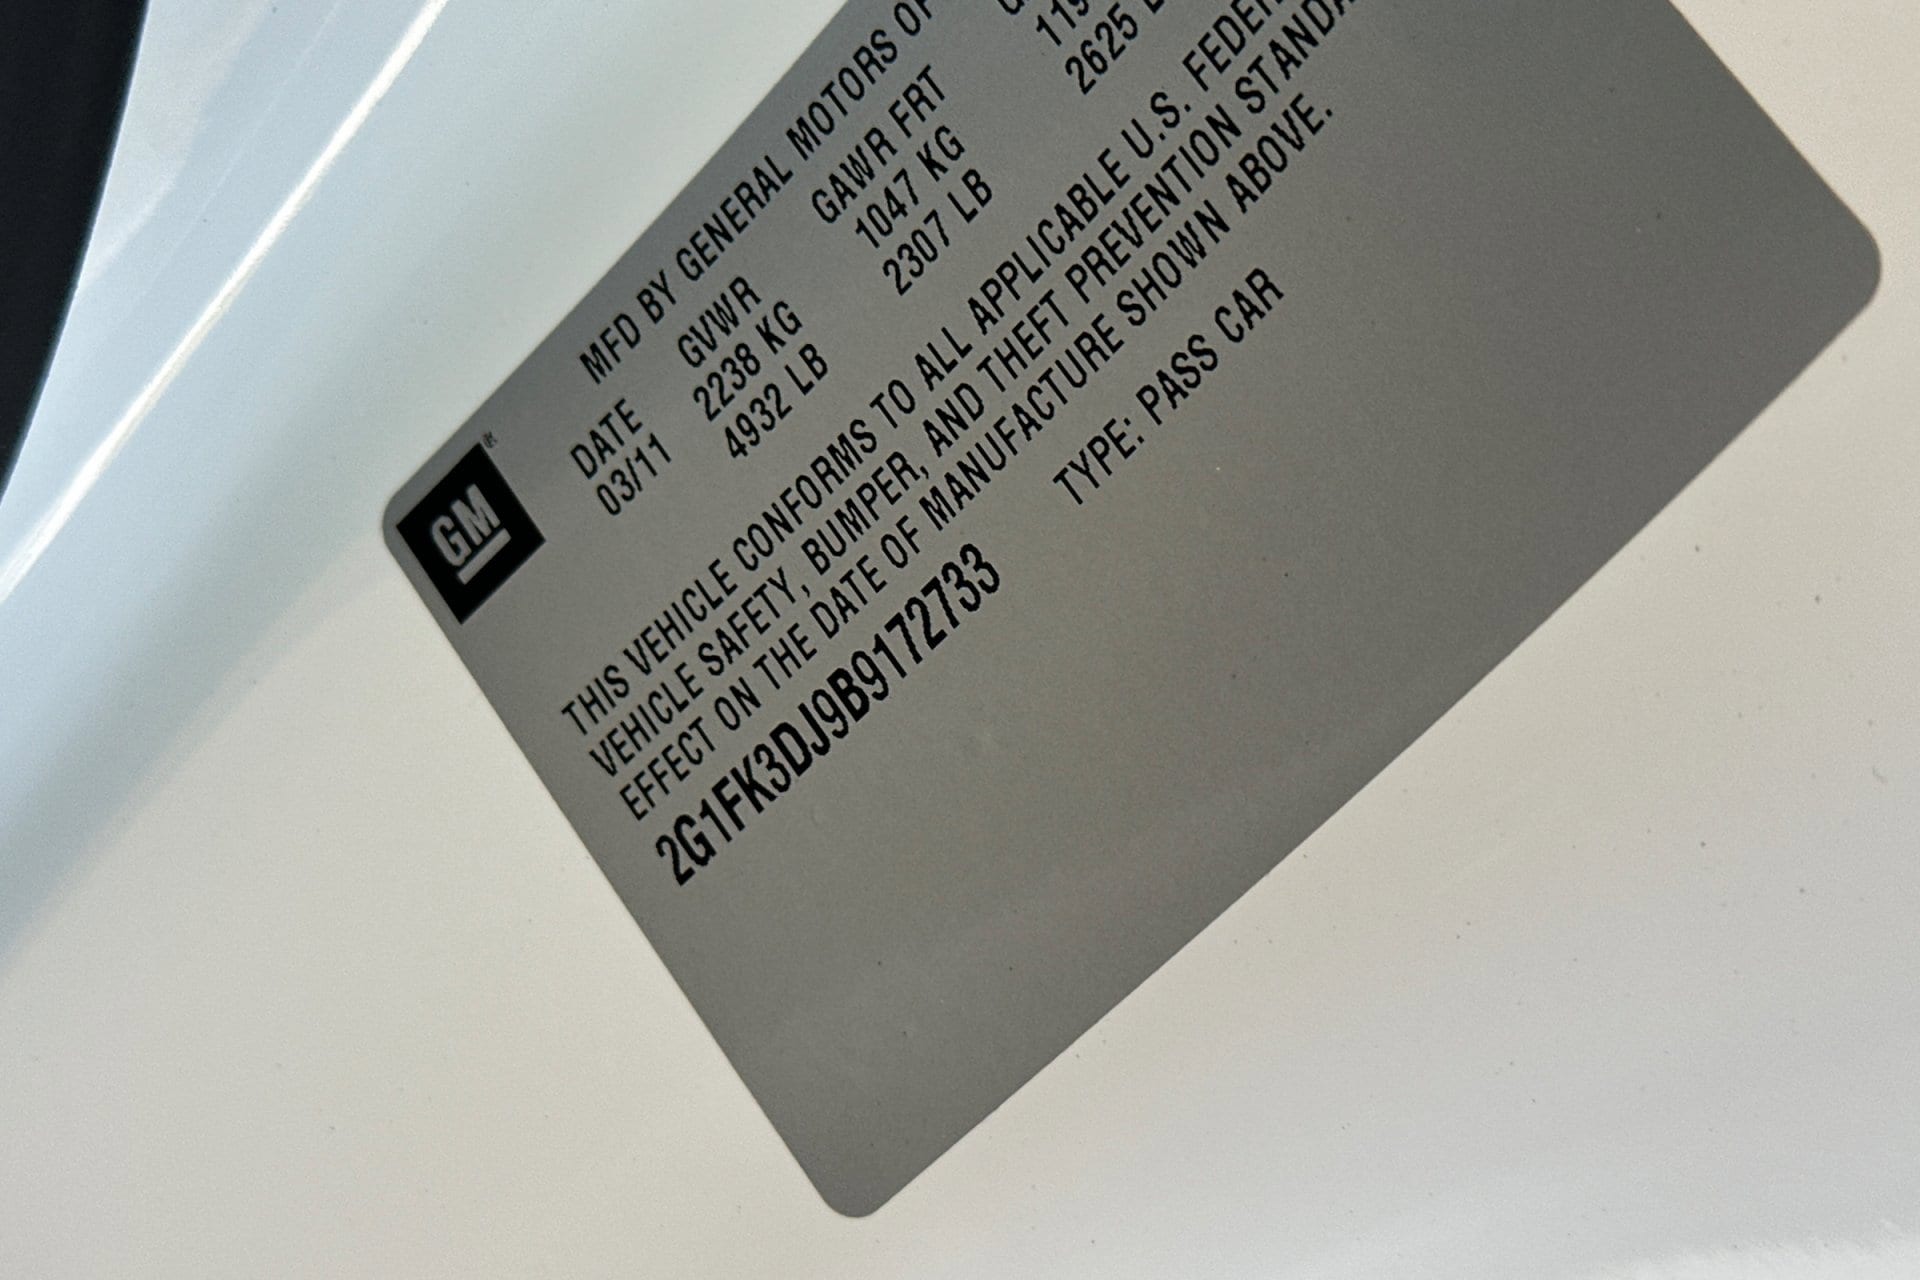 GM
MFD BY GENERAL MOTORS OF
DATE GVWR GAWR FRT
03/11 2238 KG 1047 KG 119
4932 LB 2307 LB 2625
THIS VEHICLE CONFORMS TO ALL APPLICABLE U.S. FEDER
VEHICLE SAFETY, BUMPER, AND THEFT PREVENTION STANDA
EFFECT ON THE DATE OF MANUFACTURE SHOWN ABOVE.
2G1FK3DJ9B9172733 TYPE: PASS CAR